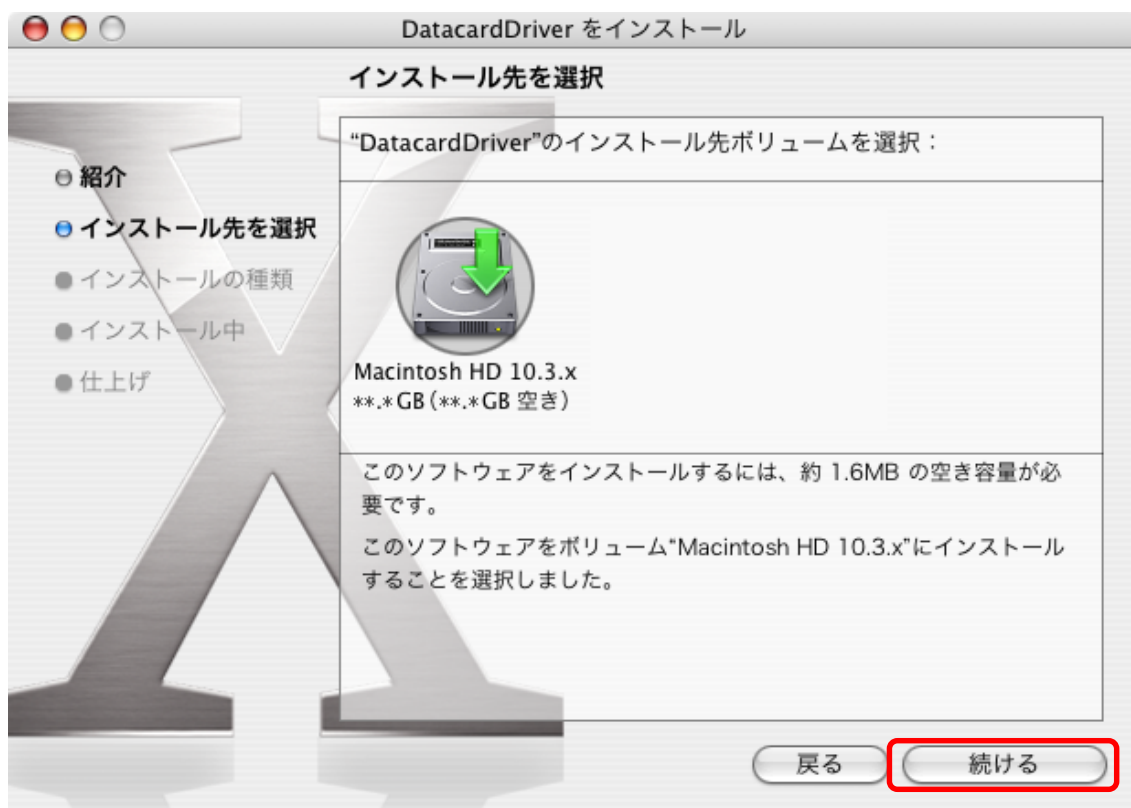 DatacardDriver をインストール
インストール先を選択
“DatacardDriver”のインストール先ボリュームを選択：
紹介
インストール先を選択
インストールの種類
インストール中
仕上げ
Macintosh HD 10.3.x
**.*GB（**.*GB 空き）
このソフトウェアをインストールするには、約 1.6MB の空き容量が必
要です。
このソフトウェアをボリューム“Macintosh HD 10.3.x”にインストール
することを選択しました。
戻る
続ける